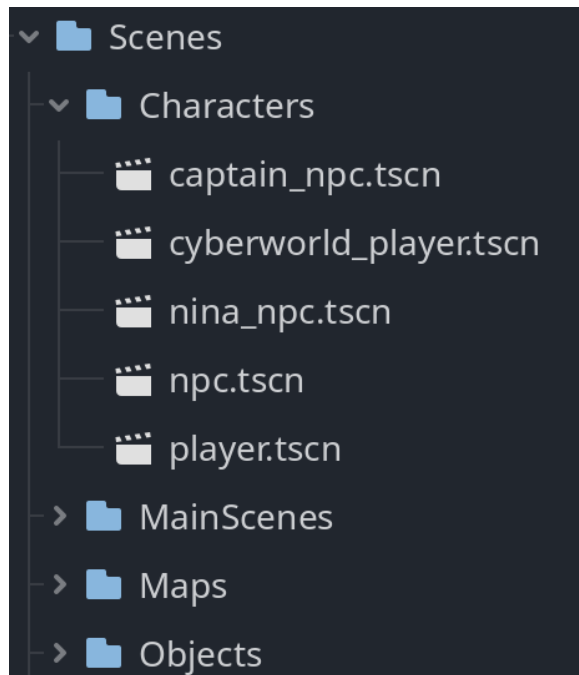 Scenes
Characters
captain_npc.tscn
cyberworld_player.tscn
nina_npc.tscn
npc.tscn
player.tscn
MainScenes
Maps
Objects